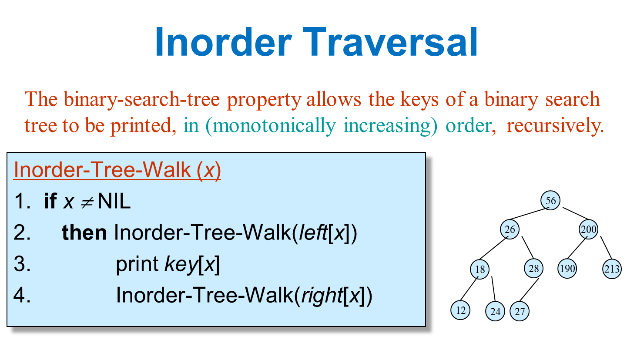 Inorder Traversal
The binary-search-tree property allows the keys of a binary search
tree to be printed, in (monotonically increasing) order, recursively.
Inorder-Tree-Walk (x)
1. if x ≠ NIL
2. then Inorder-Tree-Walk(left[x])
3. print key[x]
4. Inorder-Tree-Walk(right[x])
56
26 200
18 28 190 213
12 24 27